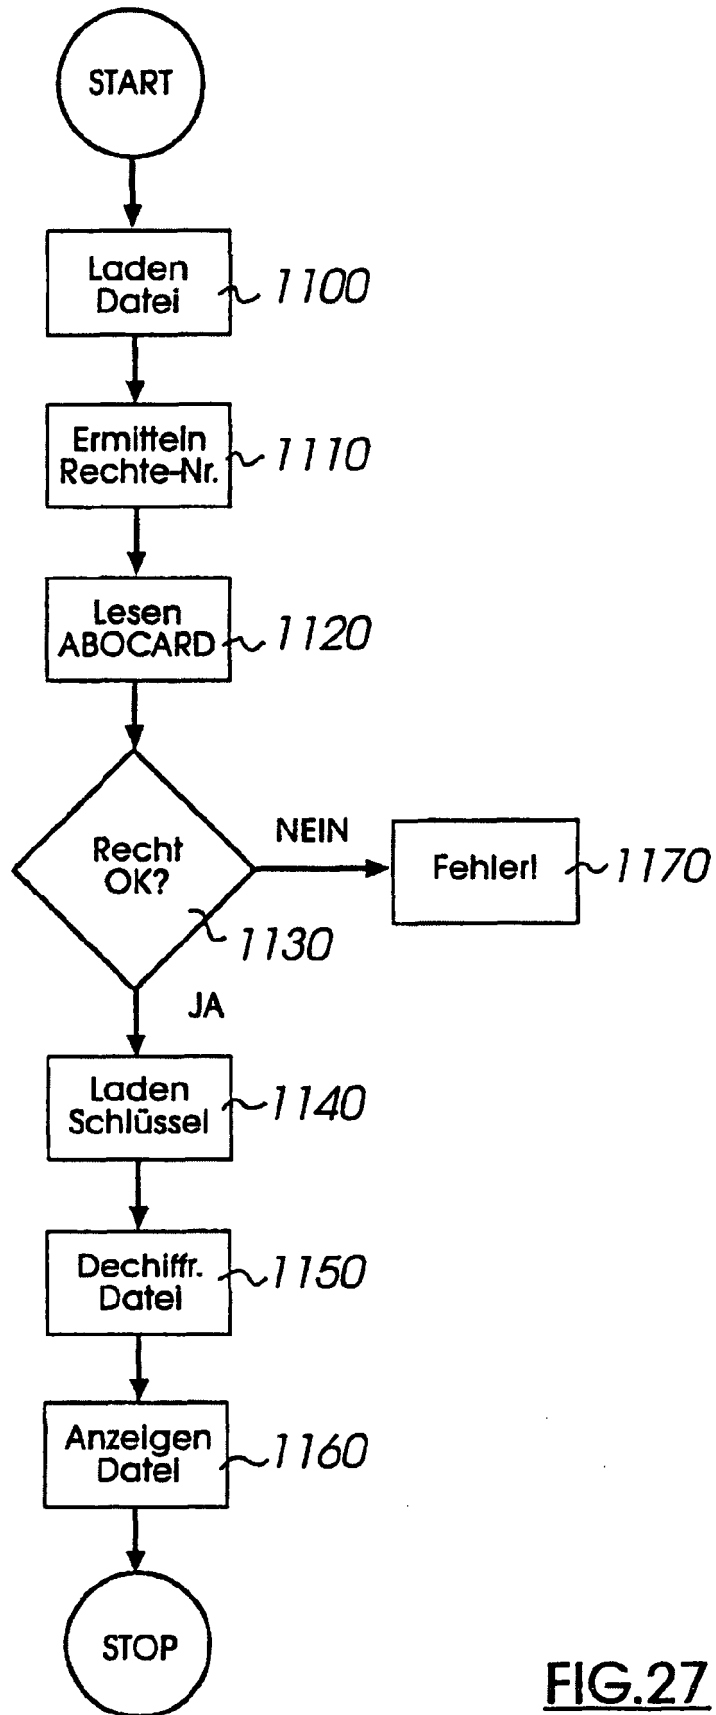 START
Laden
Datei
1100
Ermitteln
Rechte-Nr.
1110
Lesen
ABOCARD
1120
Recht
OK?
1130
NEIN
Fehler!
1170
JA
Laden
Schlüssel
1140
Dechiffr.
Datei
1150
Anzeigen
Datei
1160
STOP
FIG.27